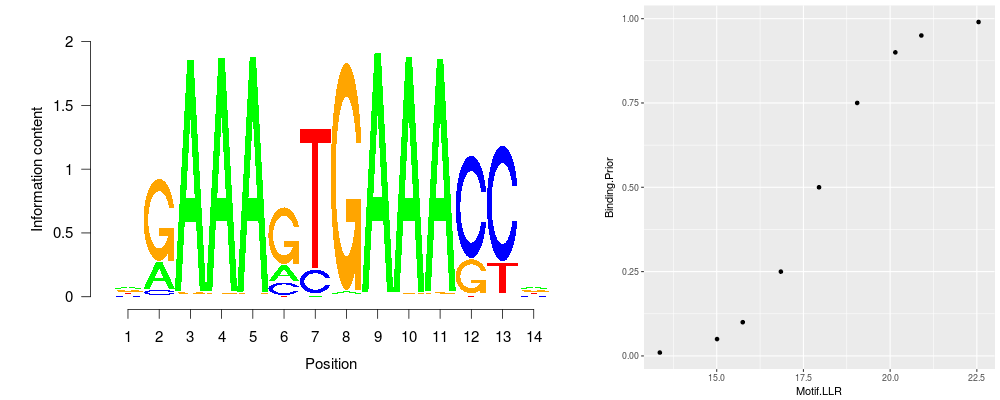 Information content
2
1.5
1
0.5
0
GAAAGTGAAACC
A A C G T
C C
1 2 3 4 5 6 7 8 9 10 11 12 13 14
Position
Binding.Prior
1.00
0.75
0.50
0.25
0.00
15.0 17.5 20.0 22.5
Motif.LLR